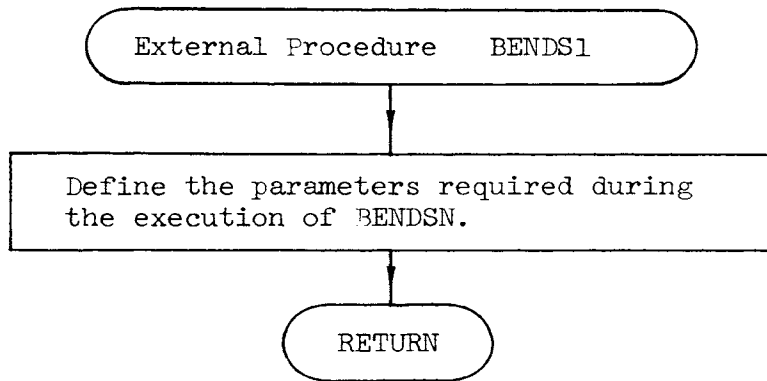 External Procedure BENDS1
Define the parameters required during
the execution of BENDSN.
RETURN